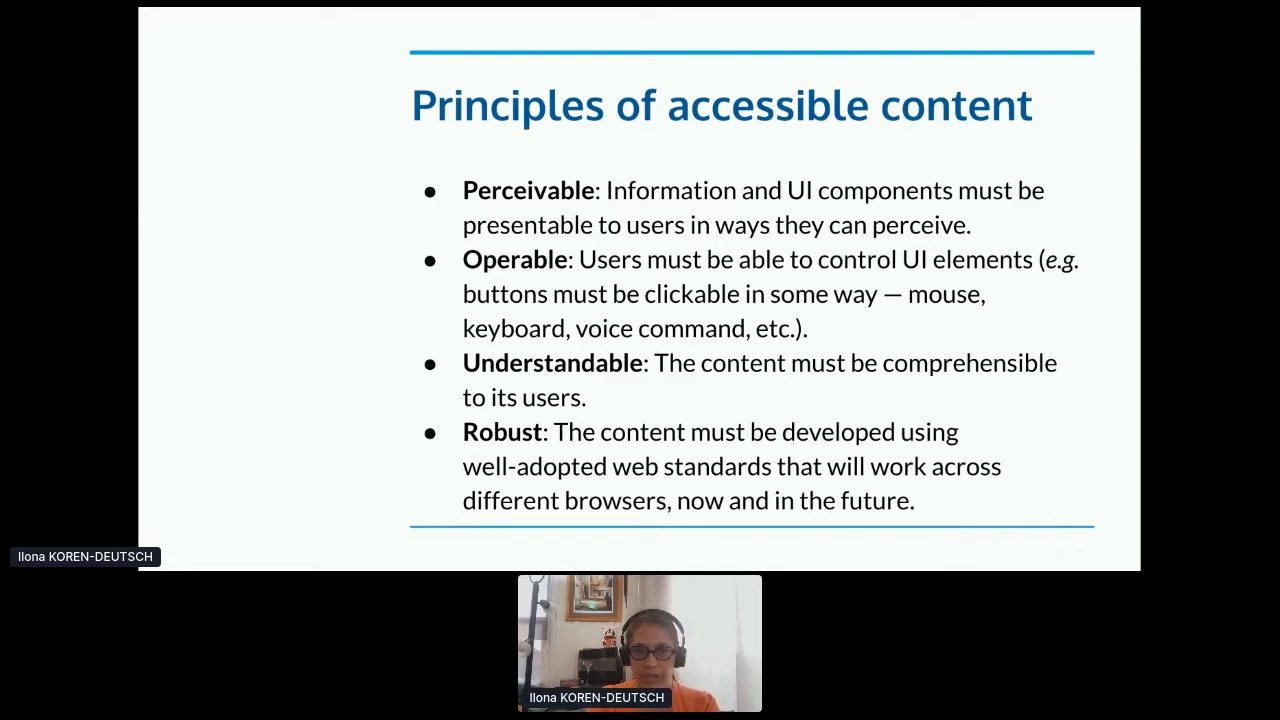 Principles of accessible content
● Perceivable: Information and UI components must be
presentable to users in ways they can perceive.
● Operable: Users must be able to control UI elements (e.g.
buttons must be clickable in some way — mouse,
keyboard, voice command, etc.).
● Understandable: The content must be comprehensible
to its users.
● Robust: The content must be developed using
well-adopted web standards that will work across
different browsers, now and in the future.
Ilona KOREN-DEUTSCH
Ilona KOREN-DEUTSCH